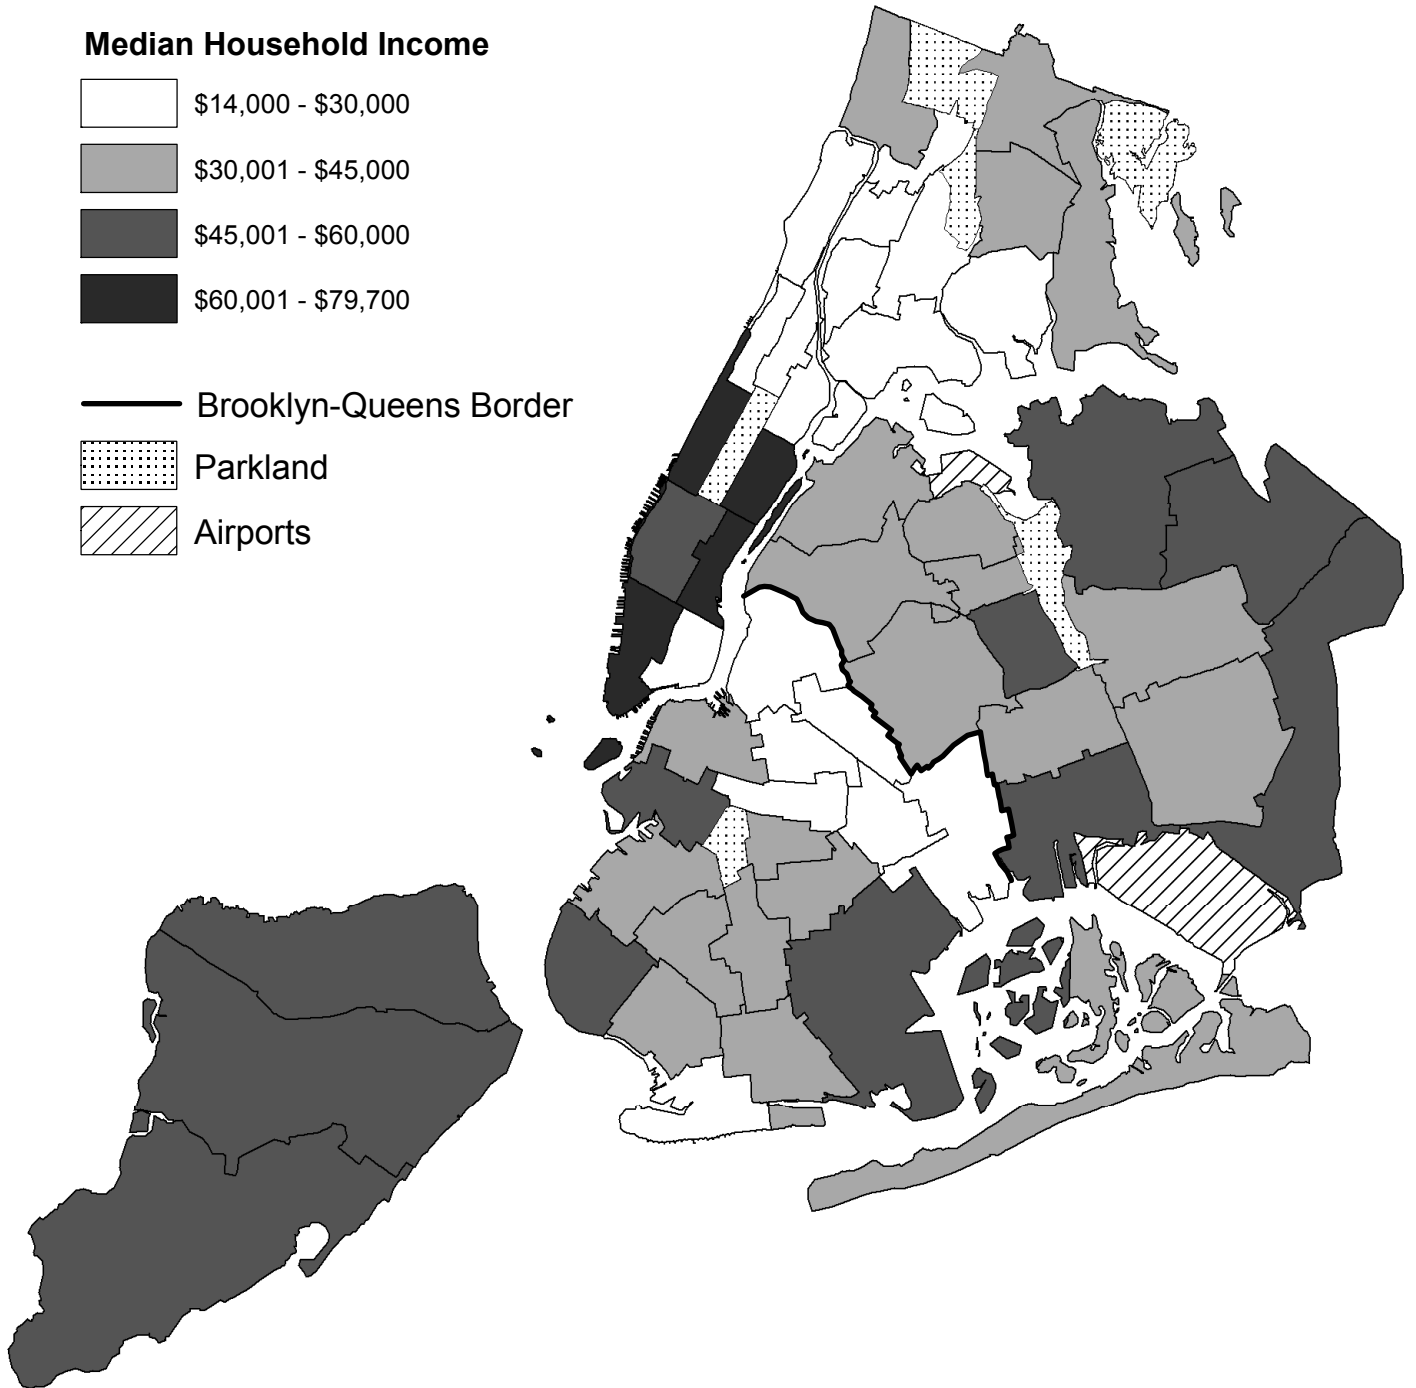 Median Household Income
$14,000 - $30,000
$30,001 - $45,000
$45,001 - $60,000
$60,001 - $79,700
Brooklyn-Queens Border
Parkland
Airports